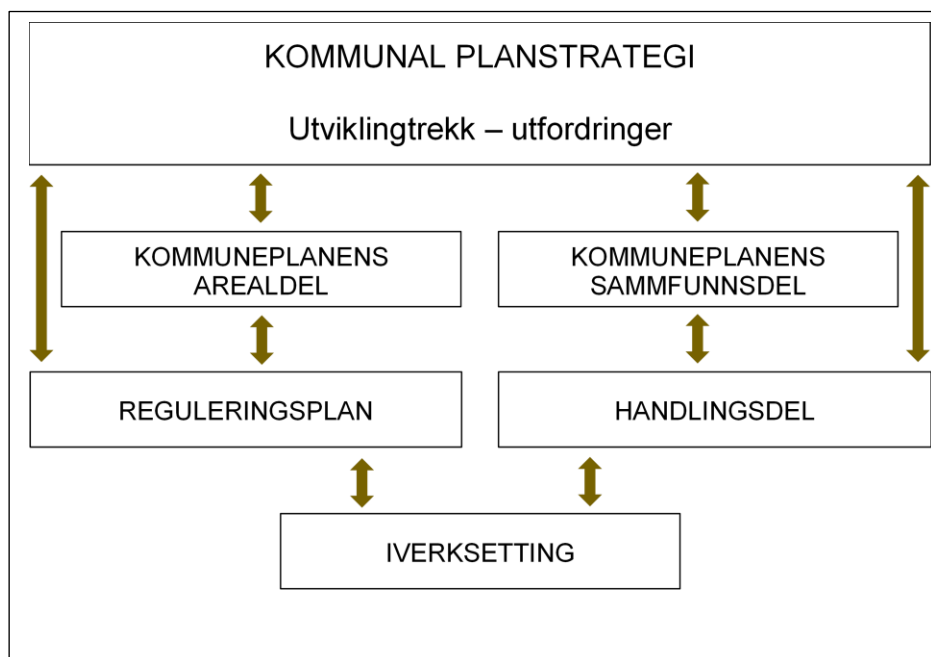 KOMMUNAL PLANSTRATEGI
Utviklingtrekk – utfordringer
KOMMUNEPLANENS
AREALDEL
KOMMUNEPLANENS
SAMMFUNNSDEL
REGULERINGSPLAN
HANDLINGSDEL
IVERKSETTING